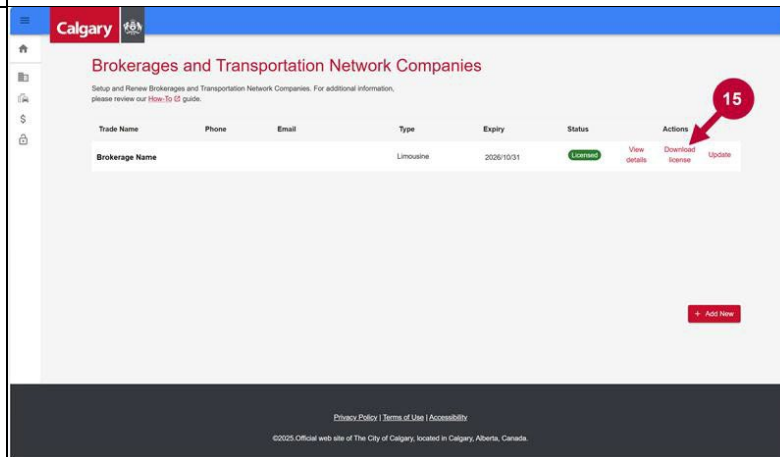 Calgary
Brokerages and Transportation Network Companies
Setup and Renew Brokerages and Transportation Network Companies. For additional information,
please review our How-To guide.
15
Trade Name Phone Email Type Expiry Status Actions
Brokerage Name Limousine 2026/10/31 Licensed View details Download license Update
+ Add New
Privacy Policy | Terms of Use | Accessibility
©2025.Official web site of The City of Calgary, located in Calgary, Alberta, Canada.